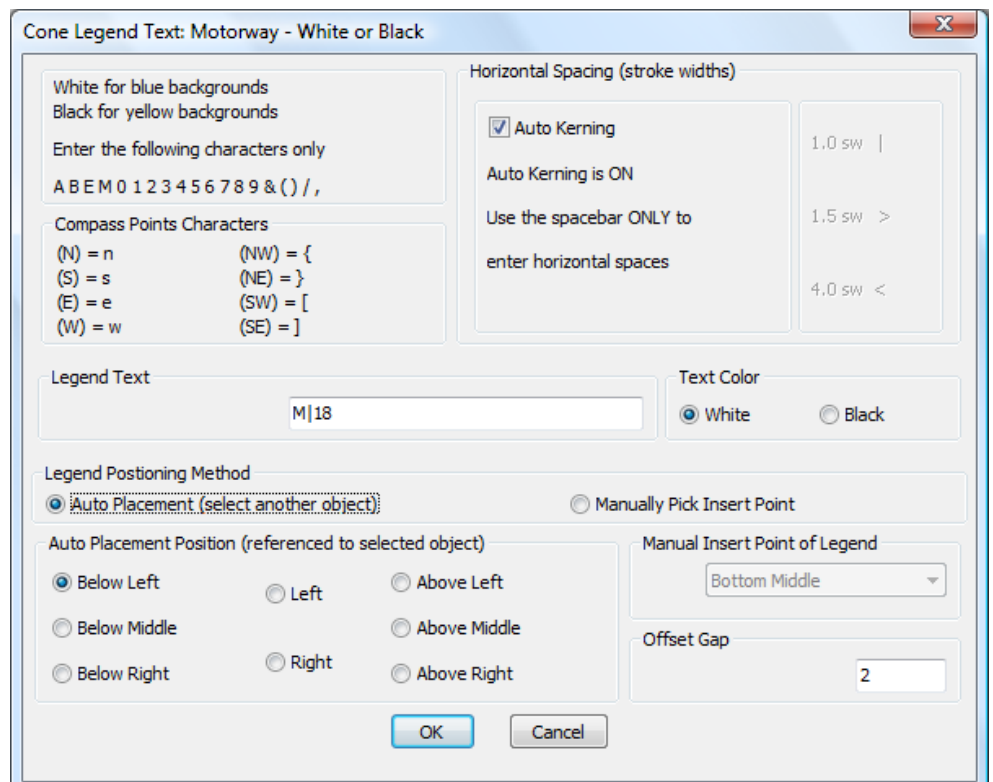 Cone Legend Text: Motorway - White or Black
White for blue backgrounds
Black for yellow backgrounds
Enter the following characters only
A B E M 0 1 2 3 4 5 6 7 8 9 & ( ) / ,
Compass Points Characters
(N) = n (NW) = {
(S) = s (NE) = }
(E) = e (SW) = [
(W) = w (SE) = ]
Horizontal Spacing (stroke widths)
Auto Kerning
Auto Kerning is ON
Use the spacebar ONLY to
enter horizontal spaces
1.0 sw |
1.5 sw >
4.0 sw <
Legend Text
M|18
Text Color
White Black
Legend Postioning Method
Auto Placement (select another object) Manually Pick Insert Point
Auto Placement Position (referenced to selected object)
Below Left
Below Middle
Below Right
Left
Right
Above Left
Above Middle
Above Right
Manual Insert Point of Legend
Bottom Middle
Offset Gap
2
OK Cancel